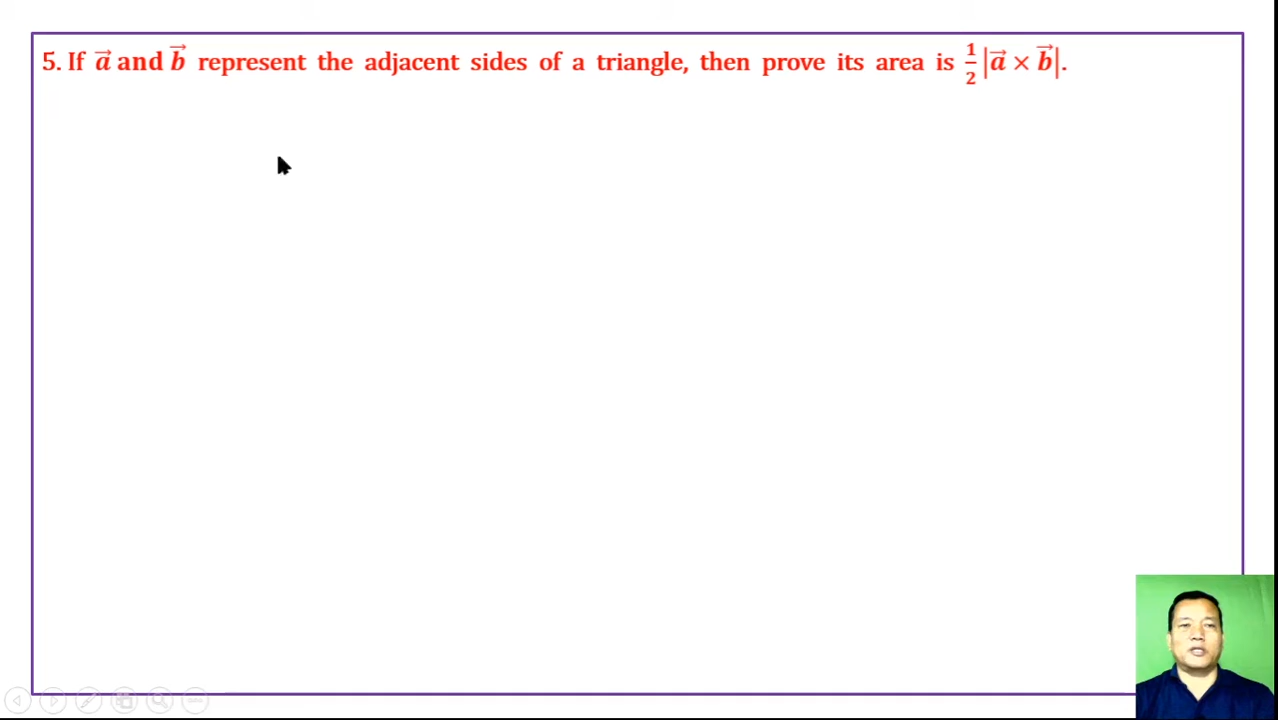 5. If $\vec{a}$ and $\vec{b}$ represent the adjacent sides of a triangle, then prove its area is $\frac{1}{2}|\vec{a} \times \vec{b}|$.